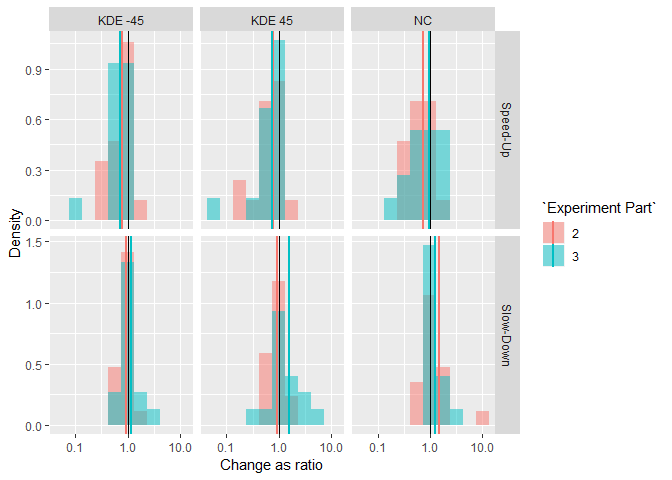 KDE -45 KDE 45 NC
0.9
0.6
0.3
0.0
Speed-Up
1.5
1.0
0.5
0.0
Slow-Down
Density
0.1 1.0 10.0 0.1 1.0 10.0 0.1 1.0 10.0
Change as ratio
`Experiment Part`
2
3